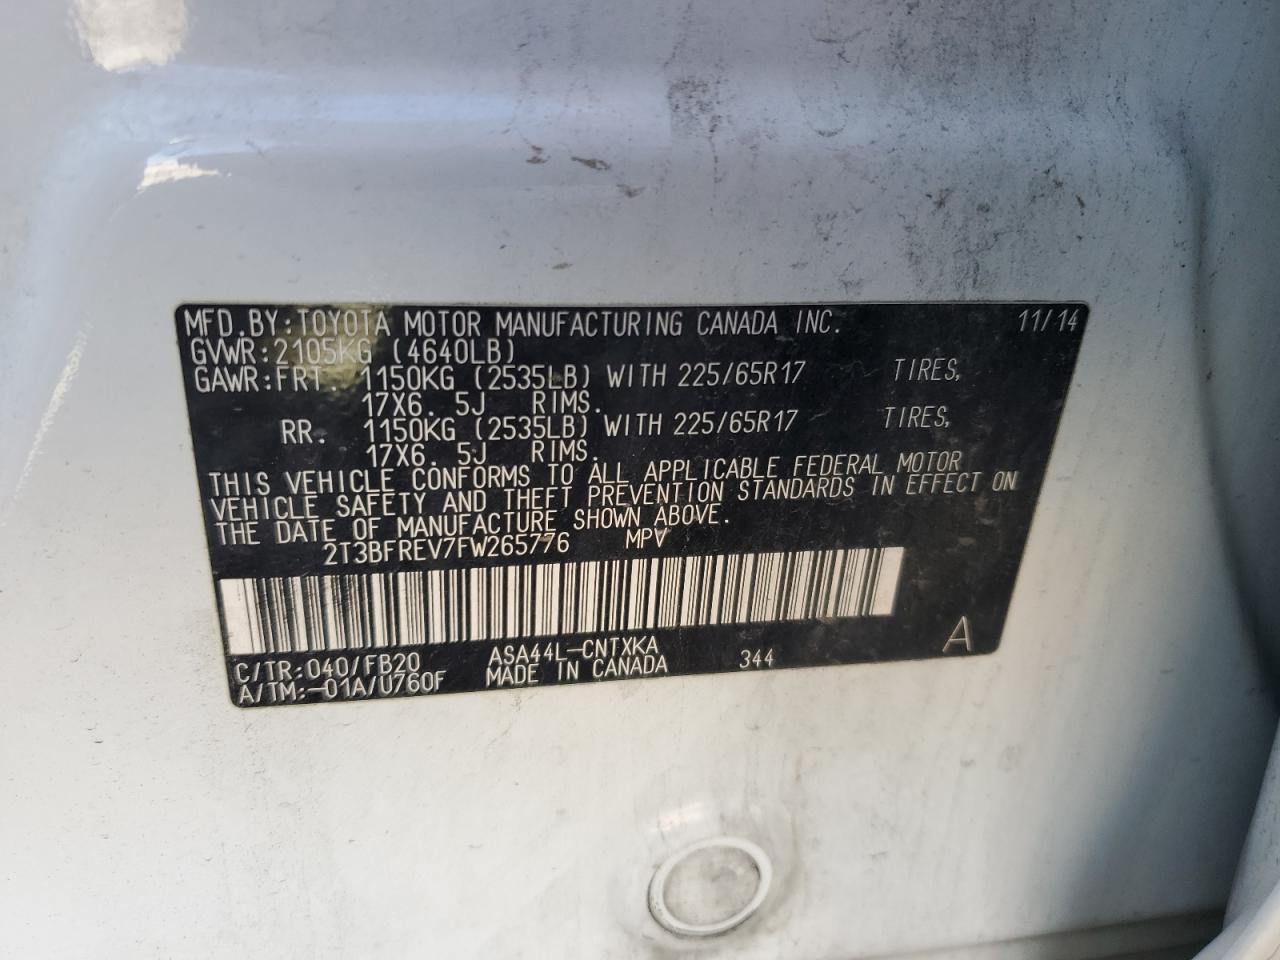 MFD.BY:TOYOTA MOTOR MANUFACTURING CANADA INC. 11/14
GVWR:2105KG (4640LB)
GAWR:FRT. 1150KG (2535LB) WITH 225/65R17 TIRES,
17X6.5J RIMS.
RR. 1150KG (2535LB) WITH 225/65R17 TIRES,
17X6.5J RIMS.
THIS VEHICLE CONFORMS TO ALL APPLICABLE FEDERAL MOTOR
VEHICLE SAFETY AND THEFT PREVENTION STANDARDS IN EFFECT ON
THE DATE OF MANUFACTURE SHOWN ABOVE.
2T3BFREV7FW265776 MPV
C/TR:040/FB20 ASA44L-CNTXKA 344 A
A/TM:-01A/U760F MADE IN CANADA